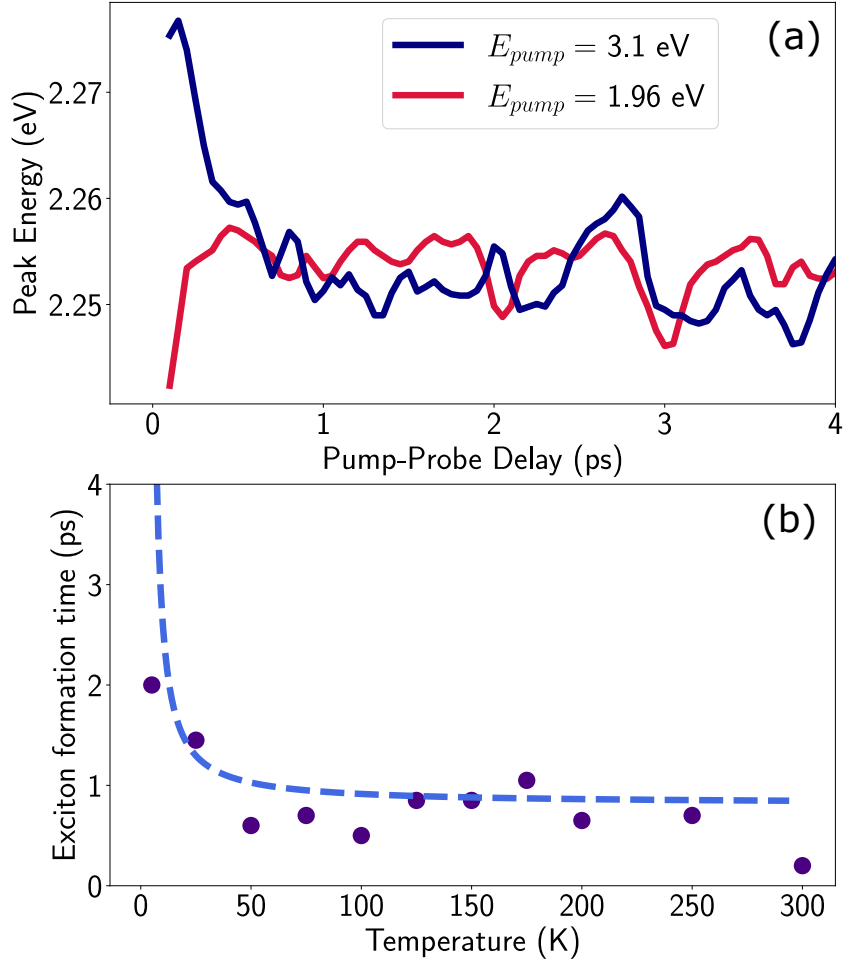 (a)
E_pump = 3.1 eV
E_pump = 1.96 eV
Peak Energy (eV)
2.27
2.26
2.25
0 1 2 3 4
Pump-Probe Delay (ps)
(b)
Exciton formation time (ps)
4
3
2
1
0
0 50 100 150 200 250 300
Temperature (K)